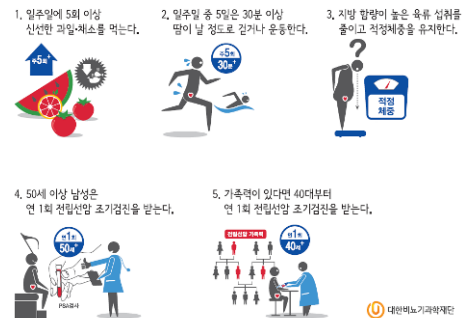 1. 일주일에 5회 이상
신선한 과일·채소를 먹는다.
주5회+
2. 일주일 중 5일은 30분 이상
땀이 날 정도로 걷거나 운동한다.
주5회
30분+
3. 지방 함량이 높은 육류 섭취를
줄이고 적정체중을 유지한다.
?
적정
체중
4. 50세 이상 남성은
연 1회 전립선암 조기검진을 받는다.
연1회
50세+
PSA검사
5. 가족력이 있다면 40대부터
연 1회 전립선암 조기검진을 받는다.
전립선암 가족력
연1회
40세+
대한비뇨기과학재단